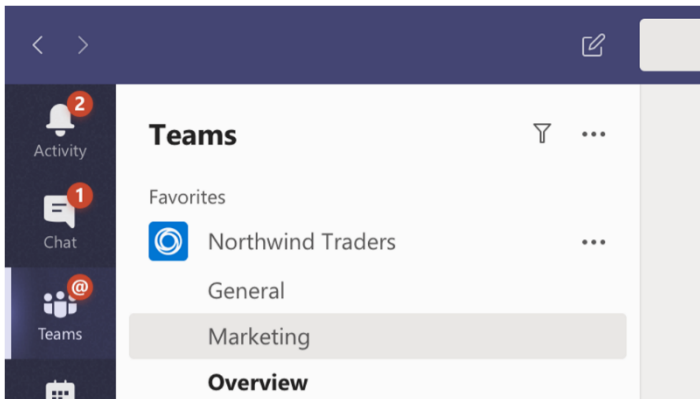 2
Activity
1
Chat
@
Teams
Teams
Favorites
Northwind Traders
General
Marketing
Overview